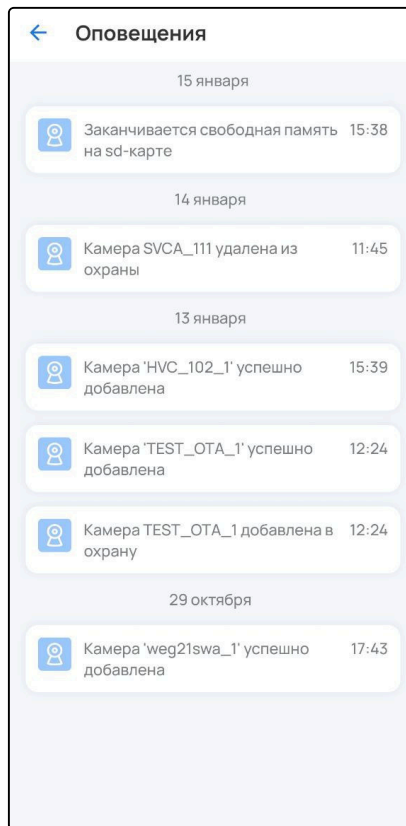 Оповещения
15 января
Заканчивается свободная память 15:38
на sd-карте
14 января
Камера SVCA_111 удалена из 11:45
охраны
13 января
Камера 'HVC_102_1' успешно 15:39
добавлена
Камера 'TEST_OTA_1' успешно 12:24
добавлена
Камера TEST_OTA_1 добавлена в 12:24
охрану
29 октября
Камера 'weg21swa_1' успешно 17:43
добавлена